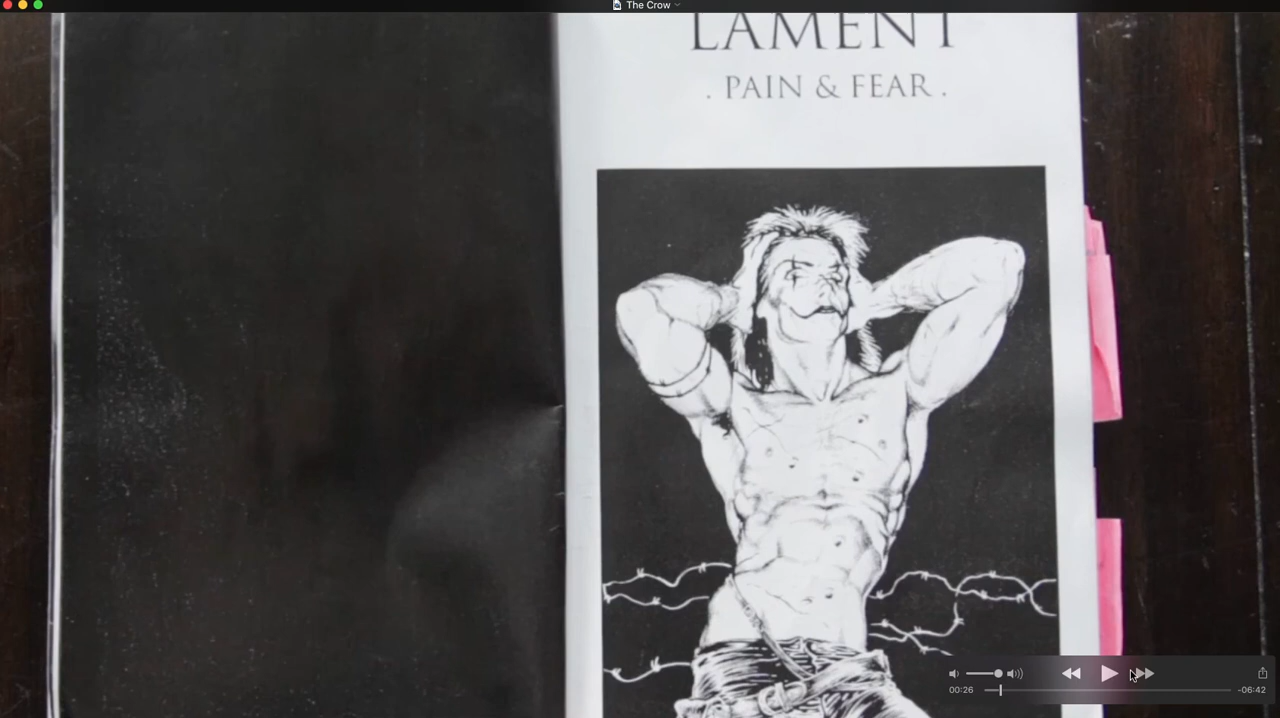 The Crow
LAMENT
. PAIN & FEAR .
00:26
-06:42